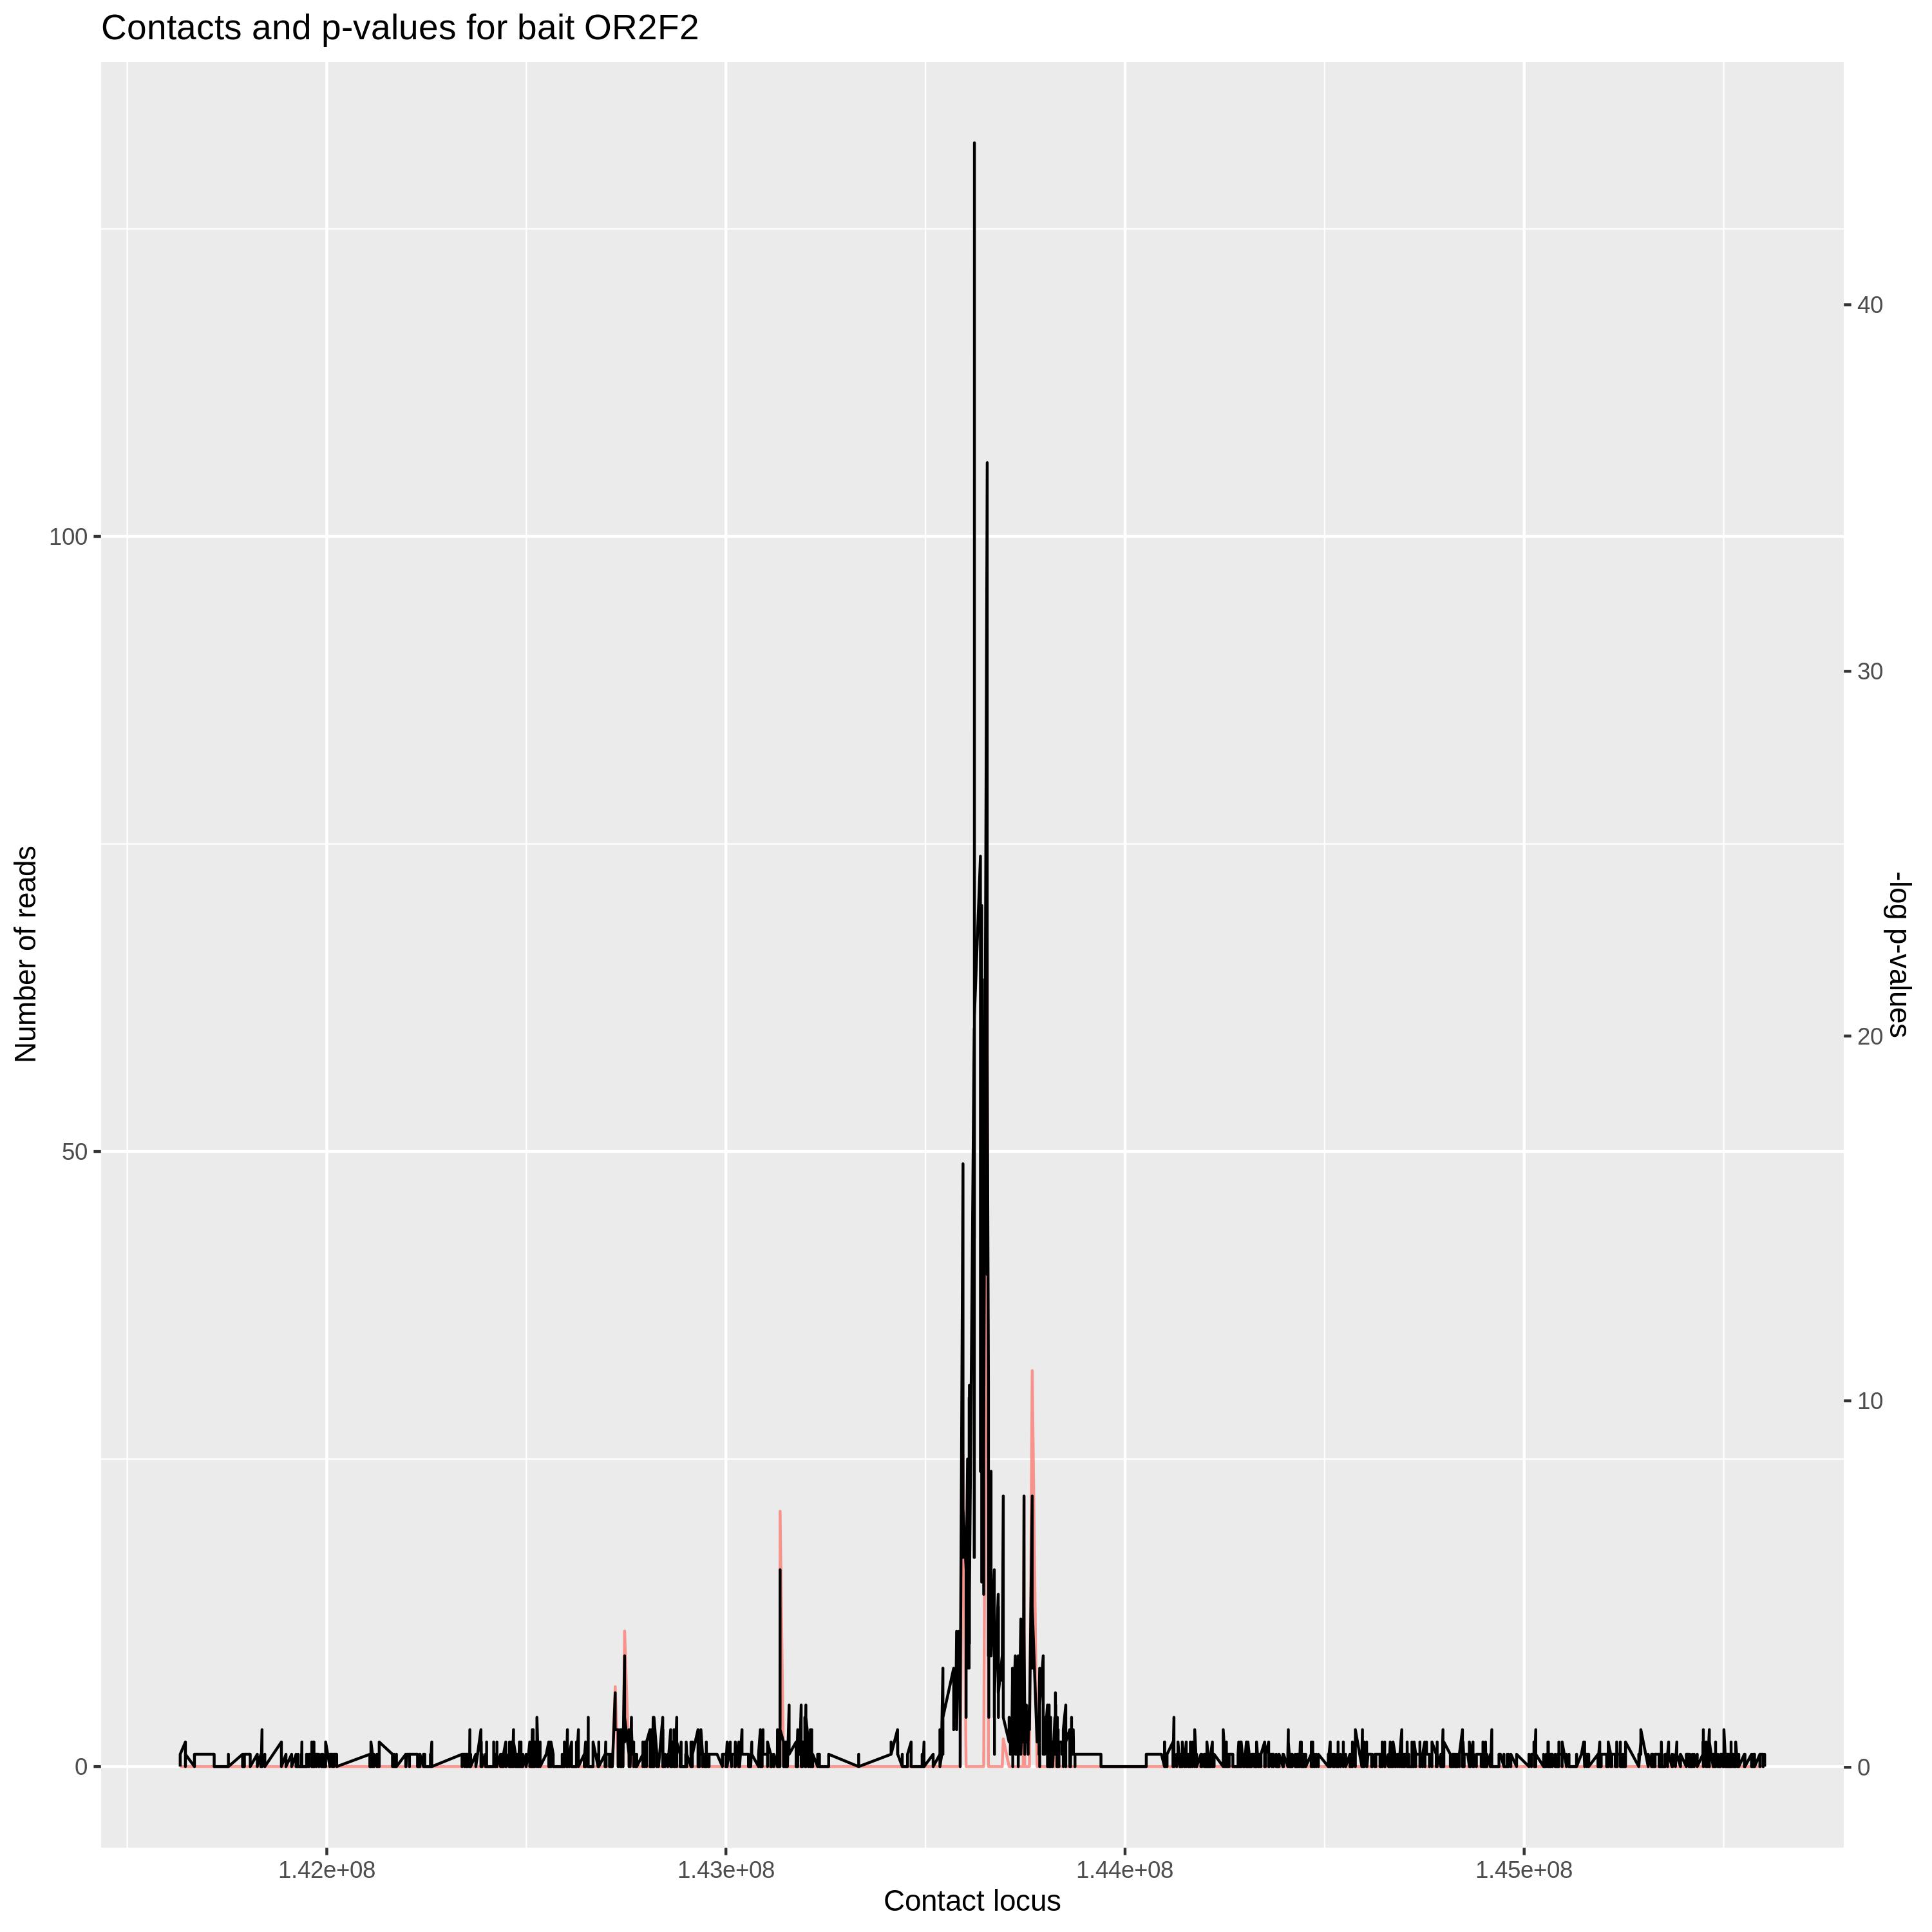 Contacts and p-values for bait OR2F2
Number of reads
100
50
0
40
30
20
10
0
-log p-values
1.42e+08
1.43e+08
1.44e+08
1.45e+08
Contact locus